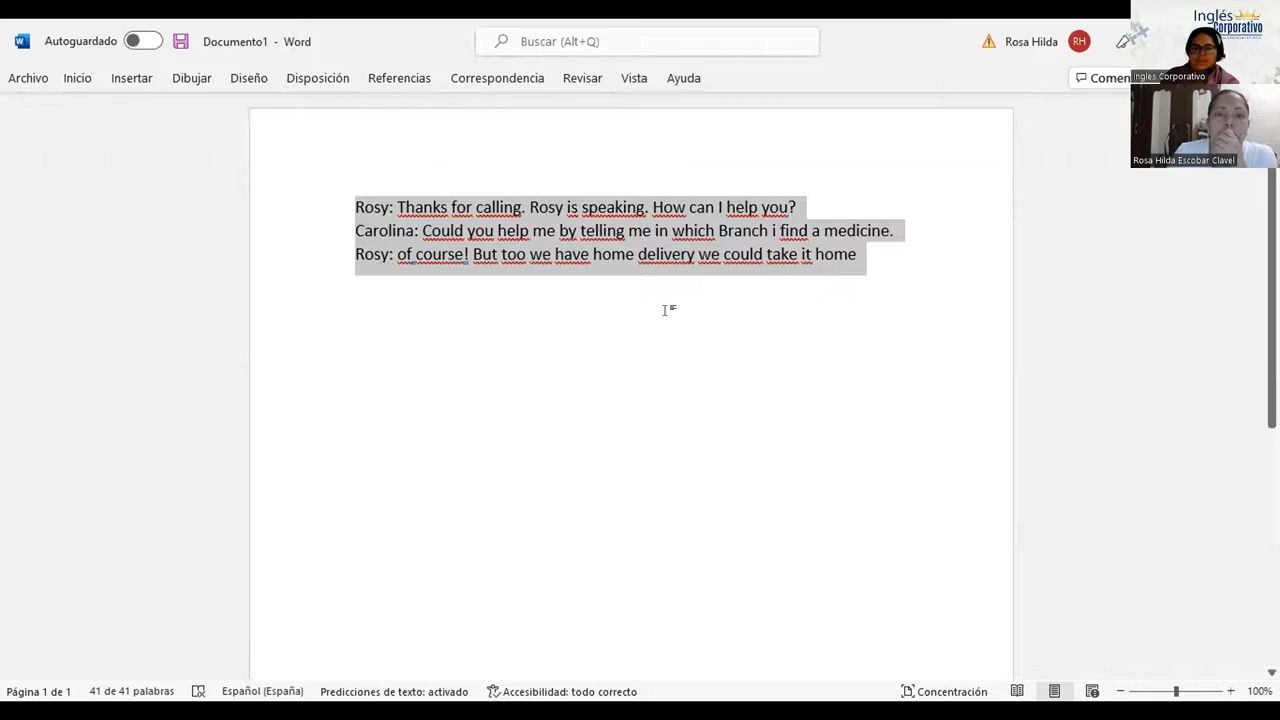 Autoguardado
Documento1 - Word
Buscar (Alt+Q)
Rosa Hilda
RH
Inglés
Corporativo
Archivo
Inicio
Insertar
Dibujar
Diseño
Disposición
Referencias
Correspondencia
Revisar
Vista
Ayuda
Comen
Ingles Corporativo
Rosa Hilda Escobar Clavel
Rosy: Thanks for calling. Rosy is speaking. How can I help you?
Carolina: Could you help me by telling me in which Branch i find a medicine.
Rosy: of course! But too we have home delivery we could take it home
Página 1 de 1
41 de 41 palabras
Español (España)
Predicciones de texto: activado
Accesibilidad: todo correcto
Concentración
100%